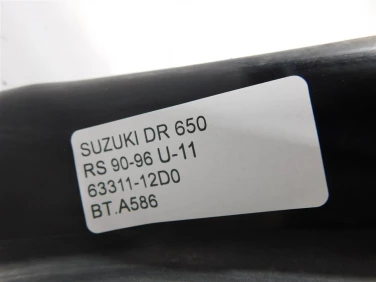 SUZUKI DR 650
RS 90-96 U-11
63311-12D0
BT.A586